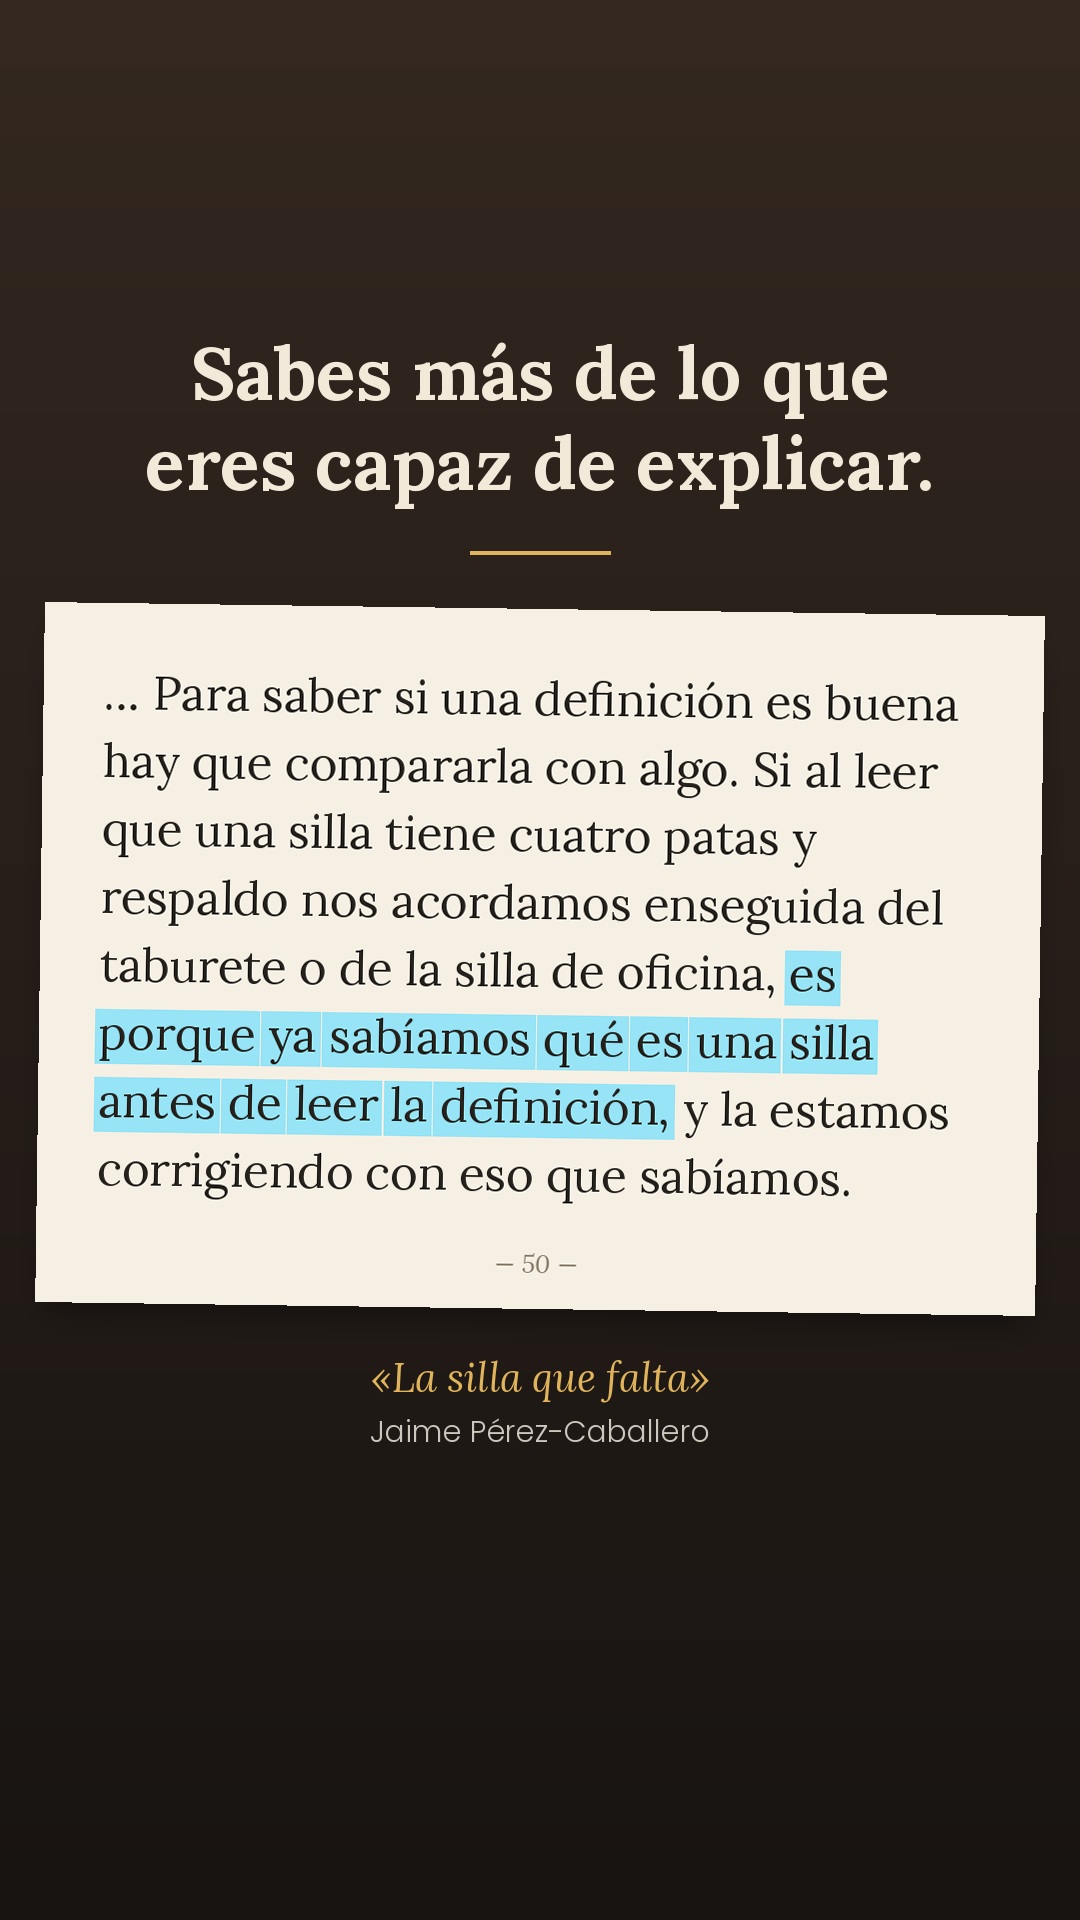 Sabes más de lo que
eres capaz de explicar.
... Para saber si una definición es buena
hay que compararla con algo. Si al leer
que una silla tiene cuatro patas y
respaldo nos acordamos enseguida del
taburete o de la silla de oficina, es
porque ya sabíamos qué es una silla
antes de leer la definición, y la estamos
corrigiendo con eso que sabíamos.
— 50 —
«La silla que falta»
Jaime Pérez-Caballero